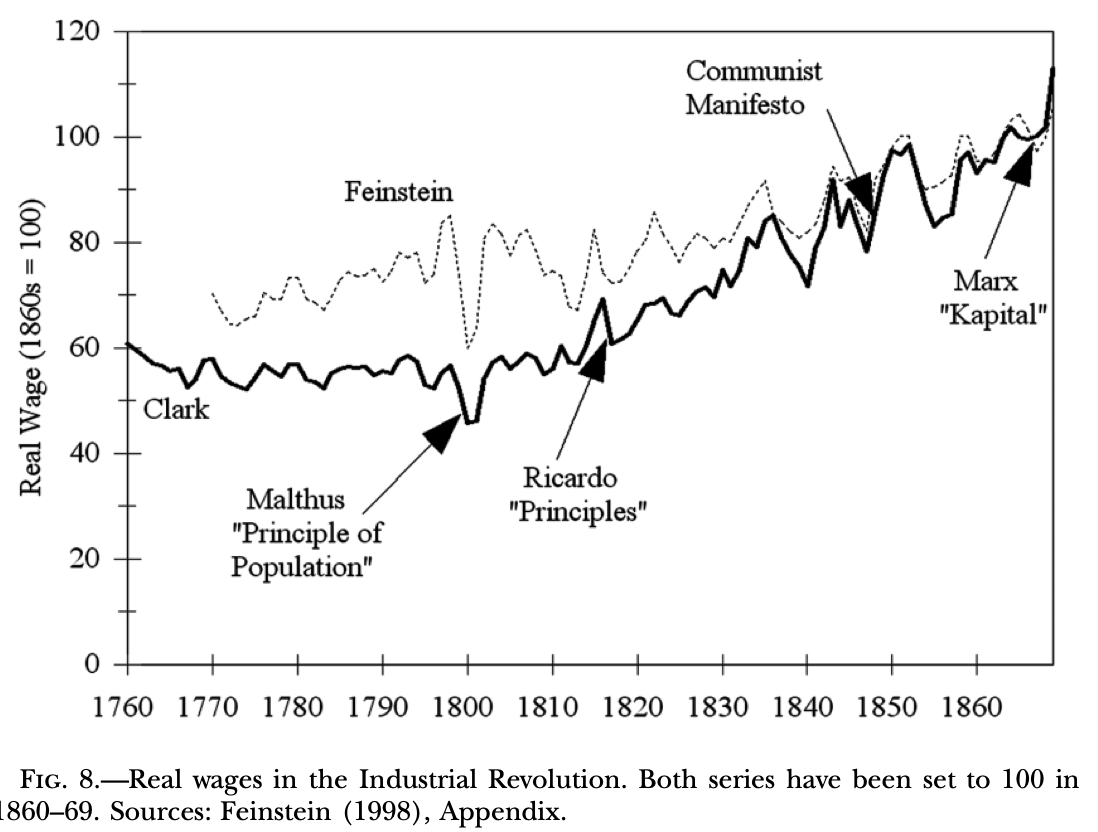 120
100
80
60
40
20
0
Real Wage (1860s = 100)
Communist
Manifesto
Feinstein
Clark
Marx
"Kapital"
Ricardo
"Principles"
Malthus
"Principle of
Population"
1760 1770 1780 1790 1800 1810 1820 1830 1840 1850 1860
FIG. 8.—Real wages in the Industrial Revolution. Both series have been set to 100 in
1860–69. Sources: Feinstein (1998), Appendix.